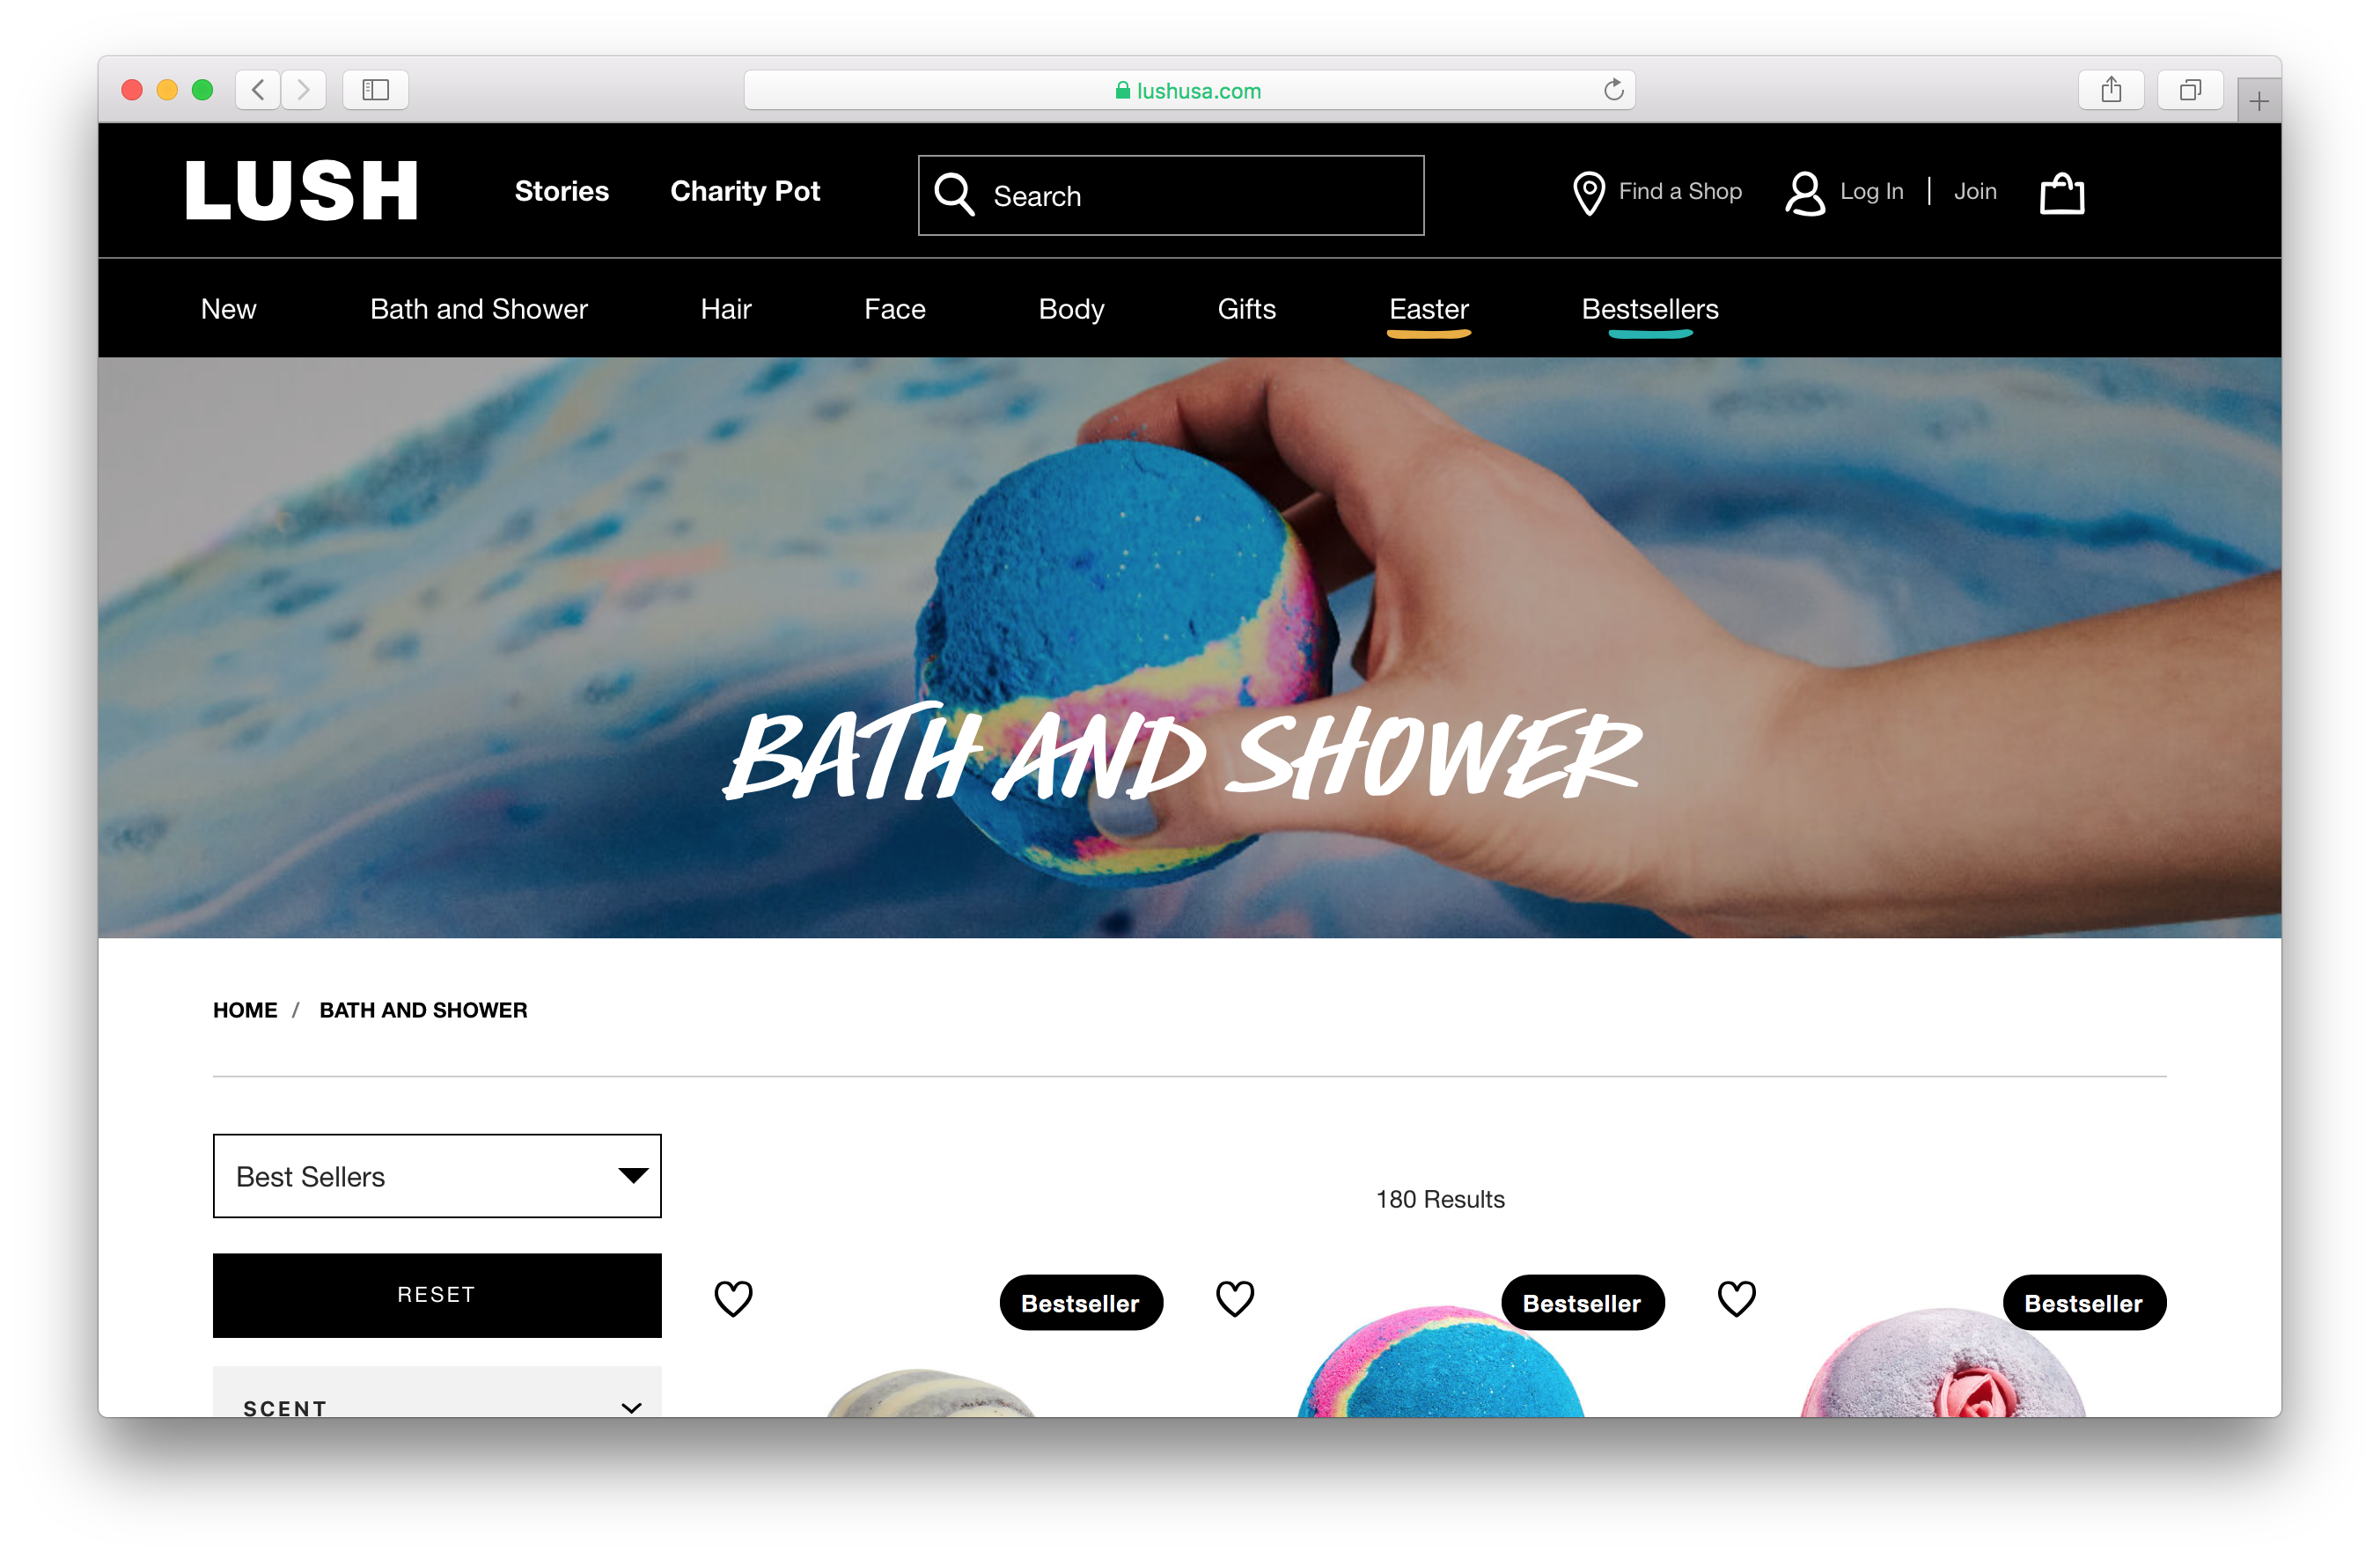 lushusa.com
LUSH Stories Charity Pot Search Find a Shop Log In | Join
New Bath and Shower Hair Face Body Gifts Easter Bestsellers
BATH AND SHOWER
HOME / BATH AND SHOWER
Best Sellers
180 Results
RESET
Bestseller Bestseller Bestseller
SCENT